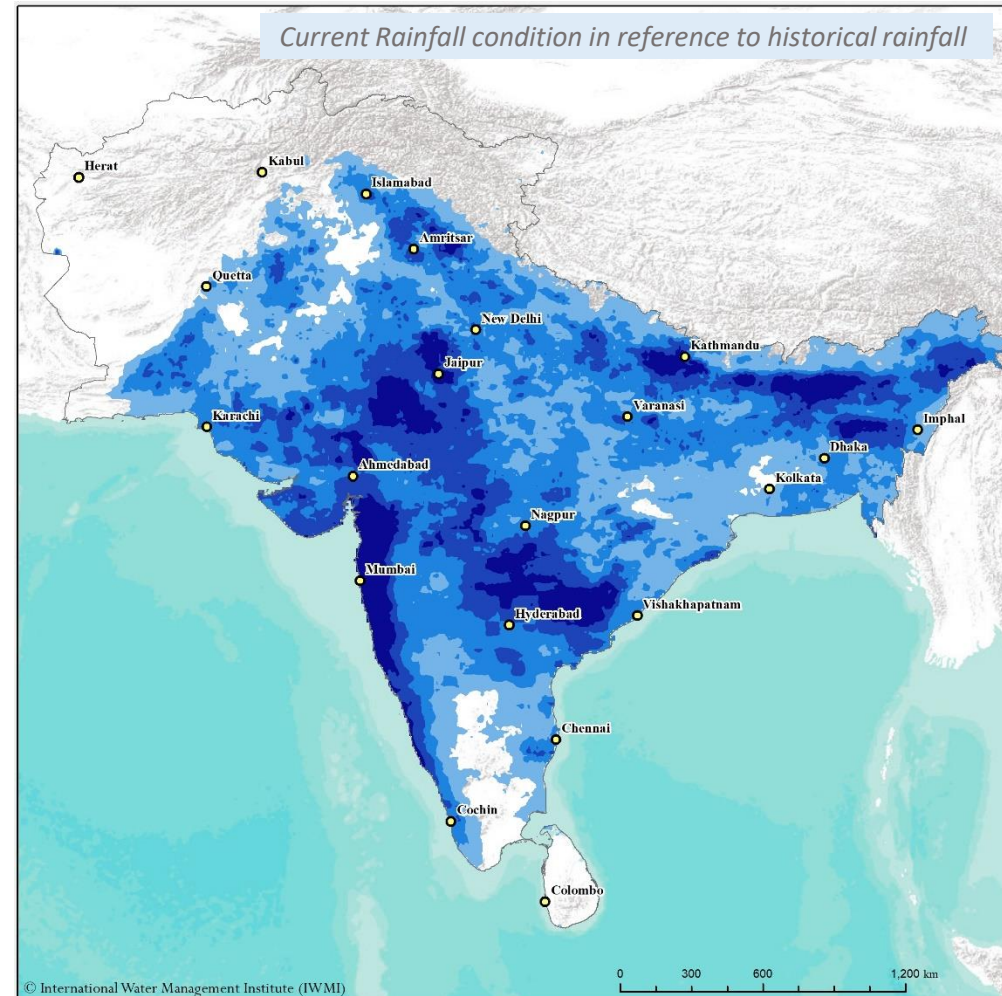 Current Rainfall condition in reference to historical rainfall
Herat
Kabul
Islamabad
Amritsar
Quetta
New Delhi
Kathmandu
Jaipur
Varanasi
Karachi
Imphal
Dhaka
Ahmedabad
Kolkata
Nagpur
Mumbai
Vishakhapatnam
Hyderabad
Chennai
Cochin
Colombo
0 300 600 1,200 km
© International Water Management Institute (IWMI)